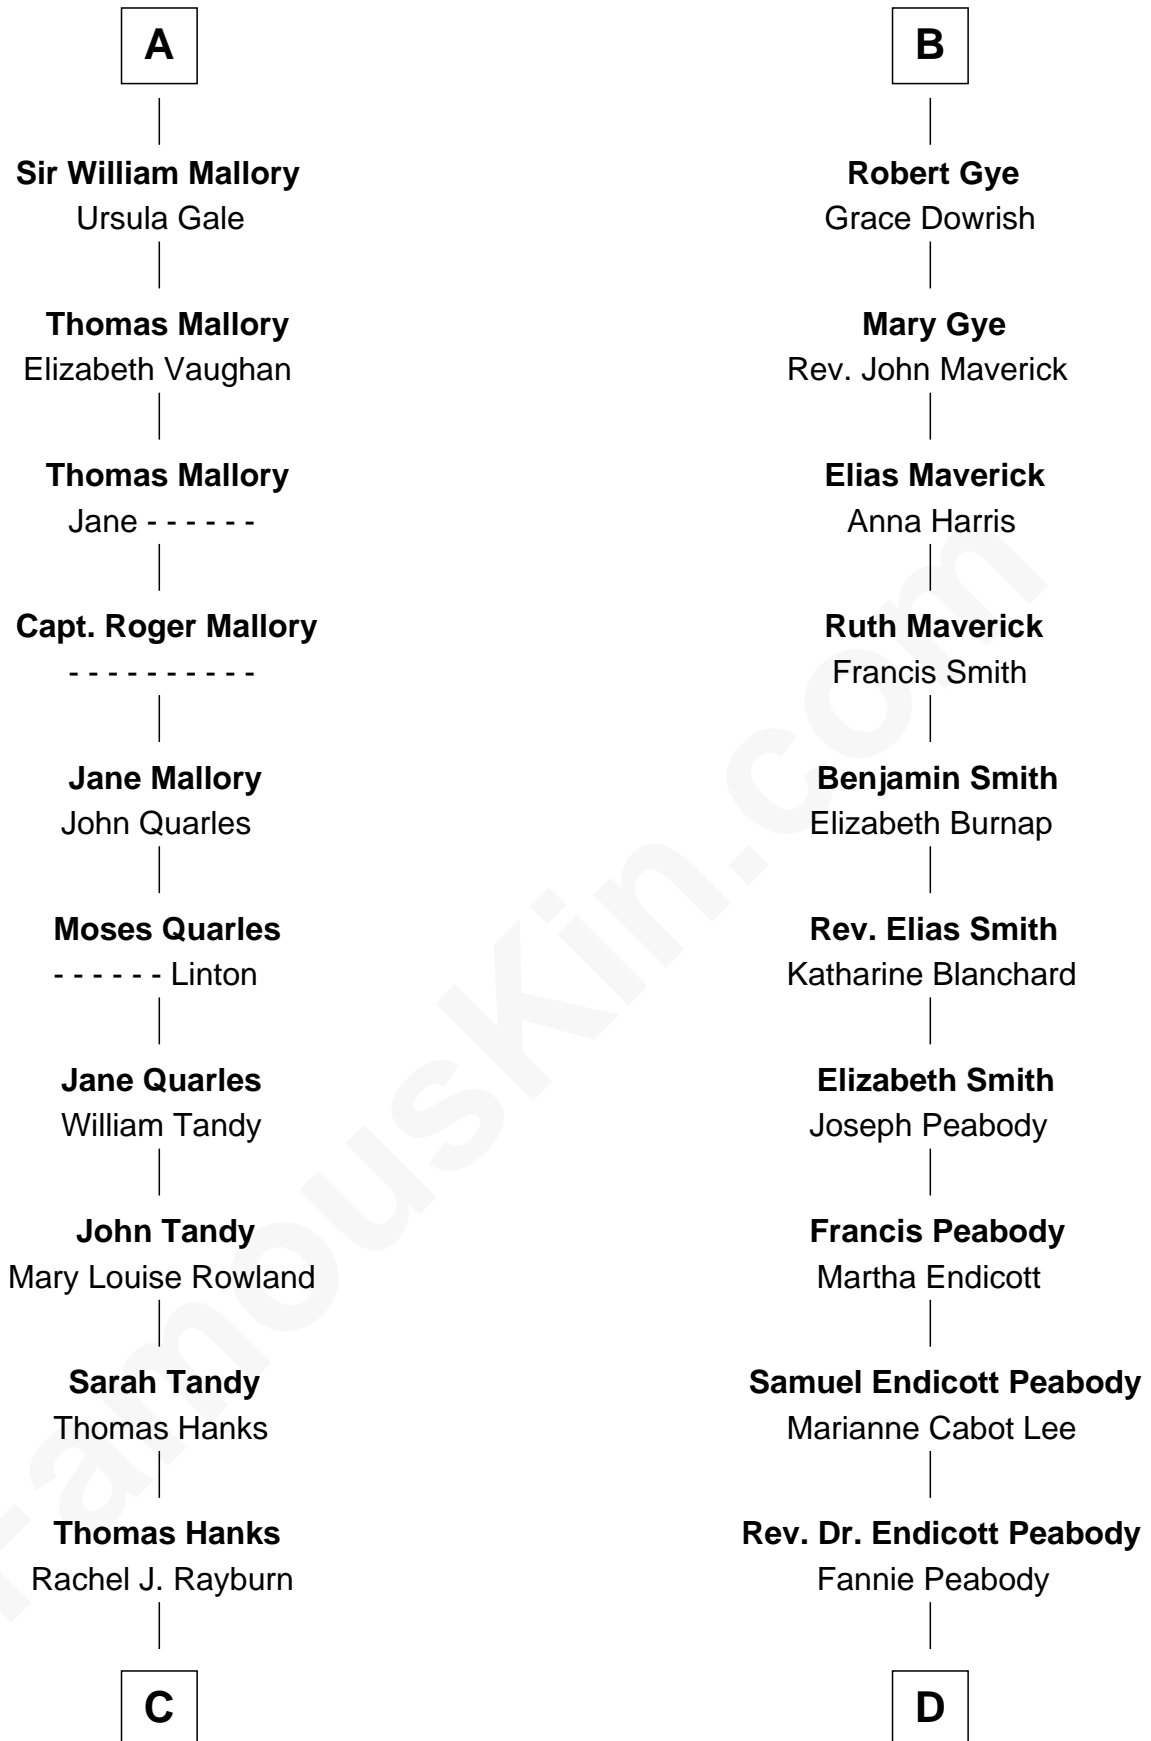 A
Sir William Mallory
Ursula Gale
Thomas Mallory
Elizabeth Vaughan
Thomas Mallory
Jane - - - - - -
Capt. Roger Mallory
- - - - - - - - - -
Jane Mallory
John Quarles
Moses Quarles
- - - - - - Linton
Jane Quarles
William Tandy
John Tandy
Mary Louise Rowland
Sarah Tandy
Thomas Hanks
Thomas Hanks
Rachel J. Rayburn
C
B
Robert Gye
Grace Dowrish
Mary Gye
Rev. John Maverick
Elias Maverick
Anna Harris
Ruth Maverick
Francis Smith
Benjamin Smith
Elizabeth Burnap
Rev. Elias Smith
Katharine Blanchard
Elizabeth Smith
Joseph Peabody
Francis Peabody
Martha Endicott
Samuel Endicott Peabody
Marianne Cabot Lee
Rev. Dr. Endicott Peabody
Fannie Peabody
D
FamousKin.com